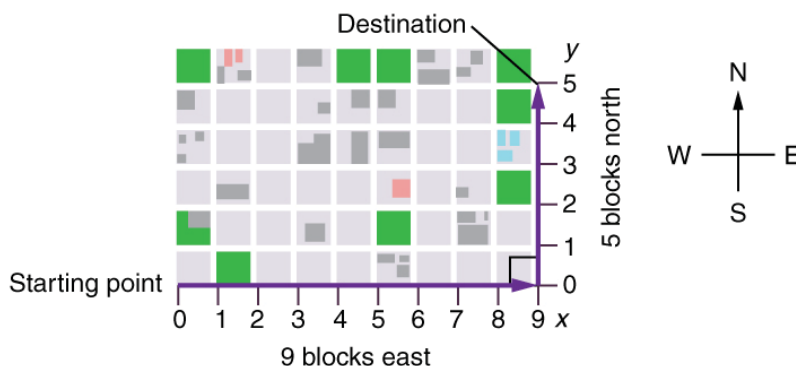 Destination
y
5
4
3
2
1
0
5 blocks north
N
W E
S
Starting point
0 1 2 3 4 5 6 7 8 9 x
9 blocks east